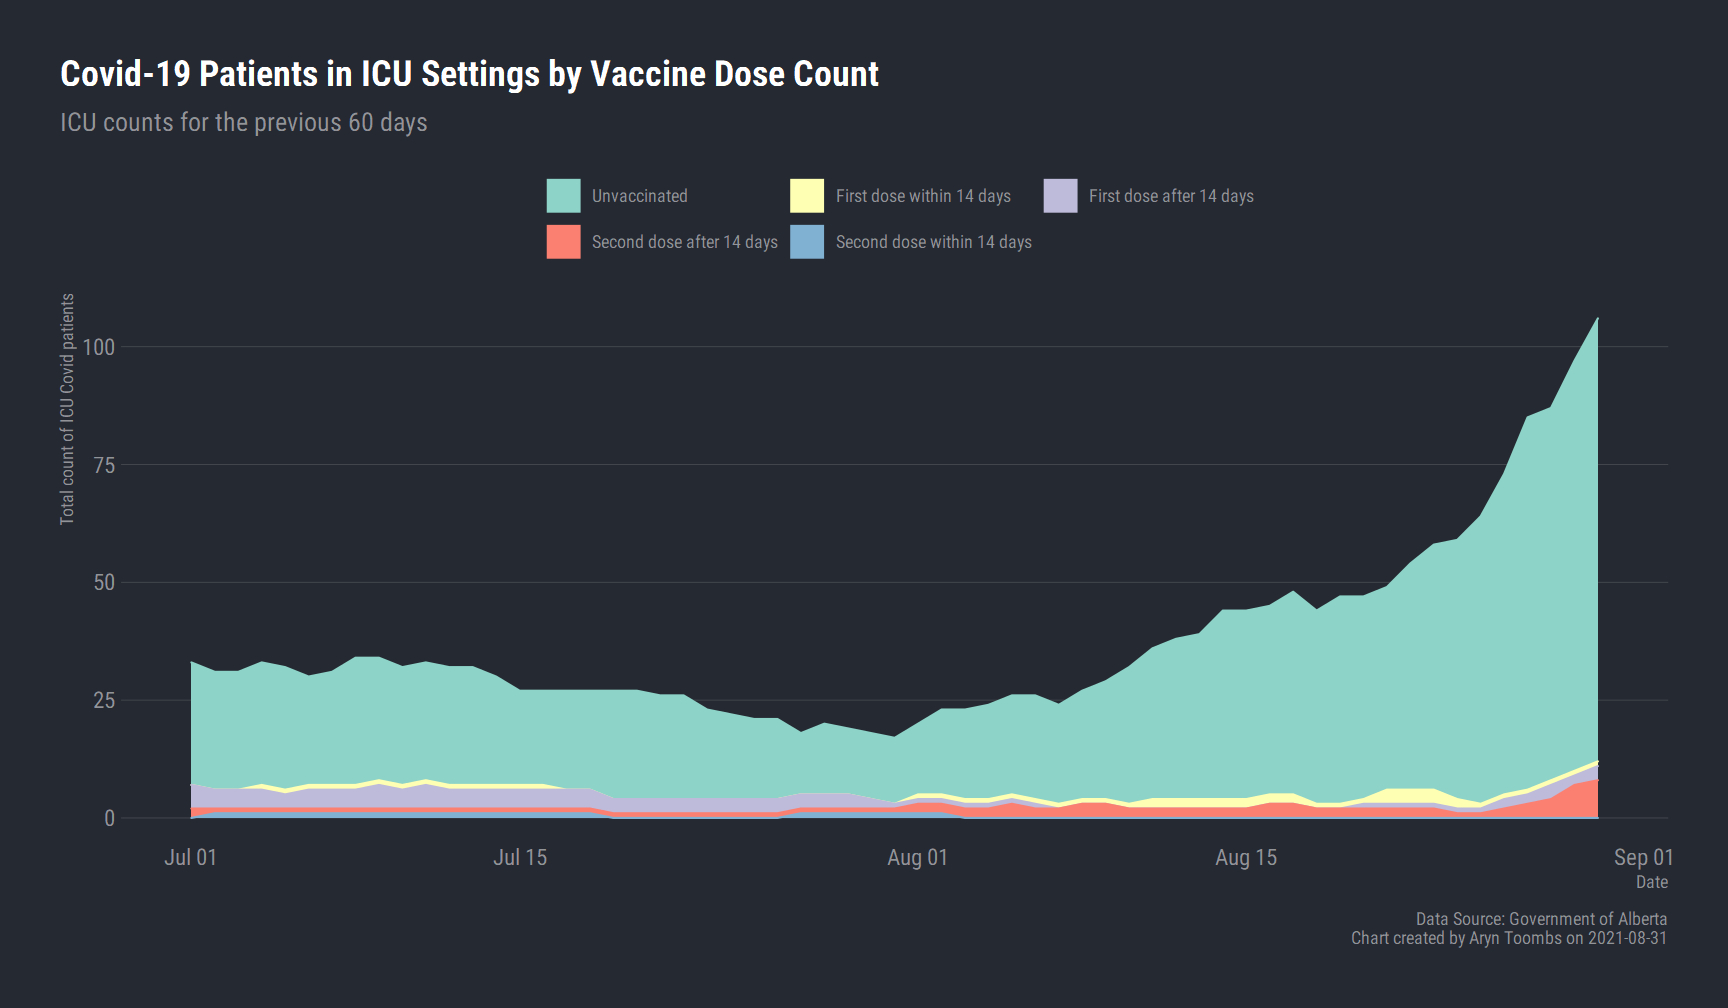 Covid-19 Patients in ICU Settings by Vaccine Dose Count
ICU counts for the previous 60 days
Unvaccinated
First dose within 14 days
First dose after 14 days
Second dose after 14 days
Second dose within 14 days
Total count of ICU Covid patients
100
75
50
25
0
Jul 01
Jul 15
Aug 01
Aug 15
Sep 01
Date
Data Source: Government of Alberta
Chart created by Aryn Toombs on 2021-08-31